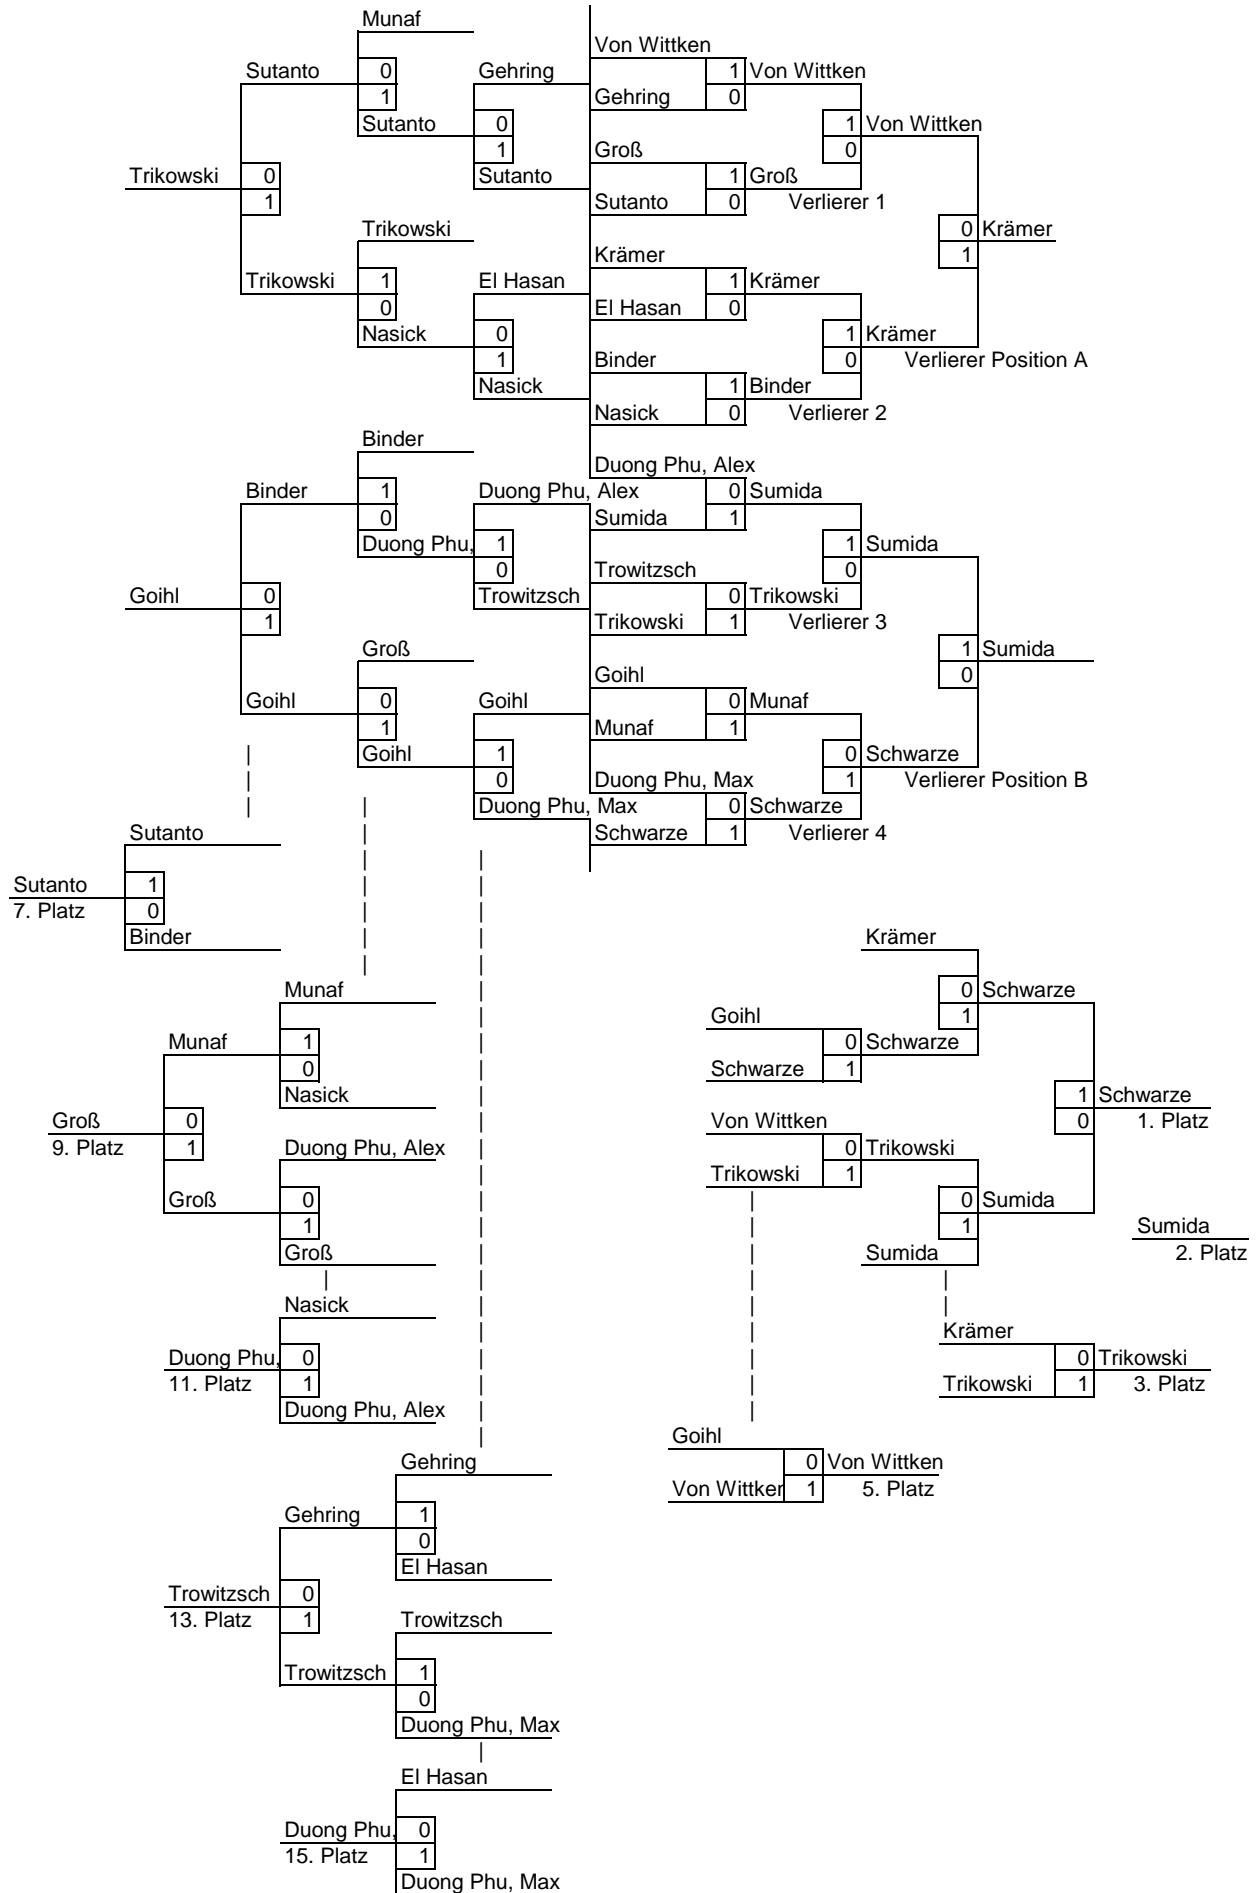 Munaf
Von Wittken
Sutanto 0 Gehring 1 Von Wittken
1 Gehring 0
Sutanto 0 1 Von Wittken
1 Groß 0
Trikowski 0 Sutanto 1 Groß
1 Sutanto 0 Verlierer 1
Trikowski 0 Krämer
Krämer 1
Trikowski 1 El Hasan 1 Krämer
0 El Hasan 0
Nasick 0 1 Krämer
1 Binder 0 Verlierer Position A
Nasick 1 Binder
Nasick 0 Verlierer 2
Binder
Duong Phu, Alex
Binder 1 Duong Phu, Alex 0 Sumida
0 Sumida 1
Duong Phu, 1 1 Sumida
0 Trowitzsch 0
Goihl 0 Trowitzsch 0 Trikowski
1 Trikowski 1 Verlierer 3
Groß 1 Sumida
Goihl 0
Goihl 0 Goihl 0 Munaf
1 Munaf 1
Goihl 1 0 Schwarze
0 Duong Phu, Max 1 Verlierer Position B
Duong Phu, Max 0 Schwarze
Sutanto Schwarze 1 Verlierer 4
Sutanto 1
7. Platz 0
Binder Krämer
Munaf 0 Schwarze
Goihl 1
Munaf 1 0 Schwarze
0 Schwarze 1
Nasick 1 Schwarze
Groß 0 Von Wittken 0 1. Platz
9. Platz 1 Duong Phu, Alex 0 Trikowski
Trikowski 1
Groß 0 0 Sumida
1 1 Sumida
Groß Sumida 2. Platz
Nasick Krämer
Duong Phu, 0 0 Trikowski
11. Platz 1 Trikowski 1 3. Platz
Duong Phu, Alex
Goihl
Gehring 0 Von Wittken
Von Wittker 1 5. Platz
Gehring 1
0
El Hasan
Trowitzsch 0
13. Platz 1 Trowitzsch
Trowitzsch 1
0
Duong Phu, Max
El Hasan
Duong Phu, 0
15. Platz 1
Duong Phu, Max